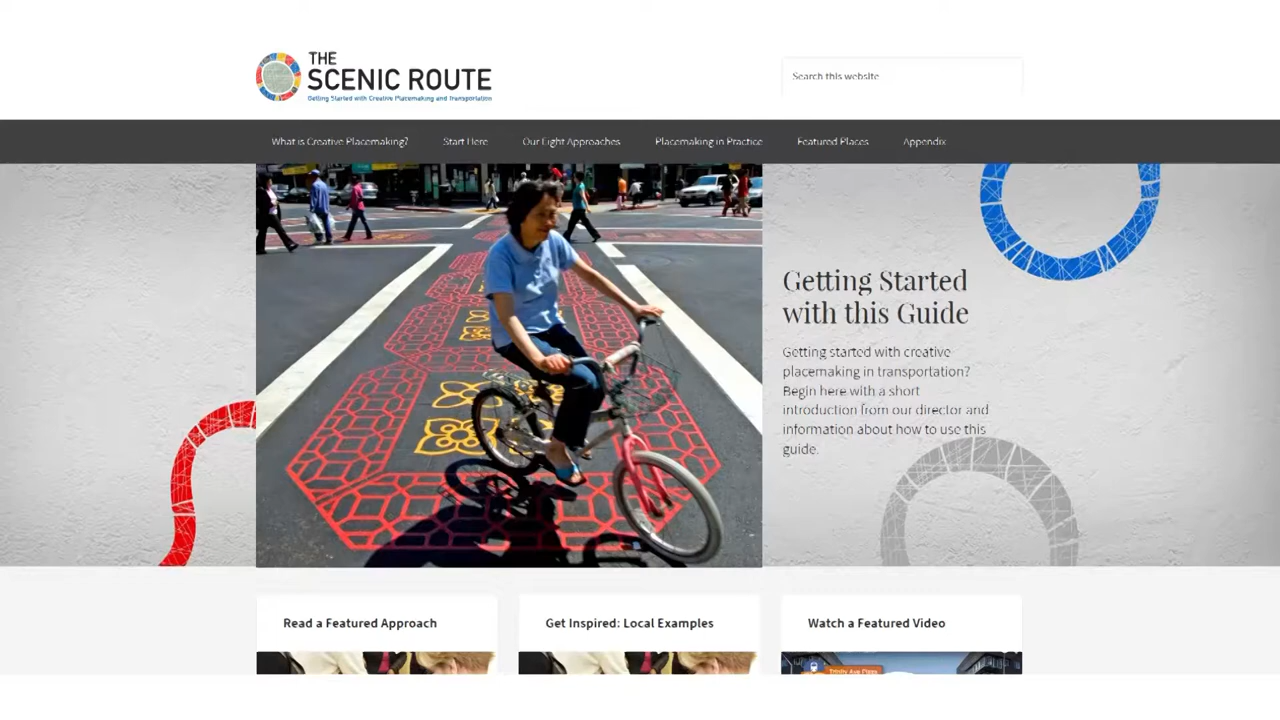 THE
SCENIC ROUTE
Getting Started with Creative Placemaking and Transportation
Search this website
What is Creative Placemaking? Start Here Our Eight Approaches Placemaking in Practice Featured Places Appendix
Getting Started
with this Guide
Getting started with creative
placemaking in transportation?
Begin here with a short
introduction from our director and
information about how to use this
guide.
Read a Featured Approach Get Inspired: Local Examples Watch a Featured Video
Trinity Ave Plaza